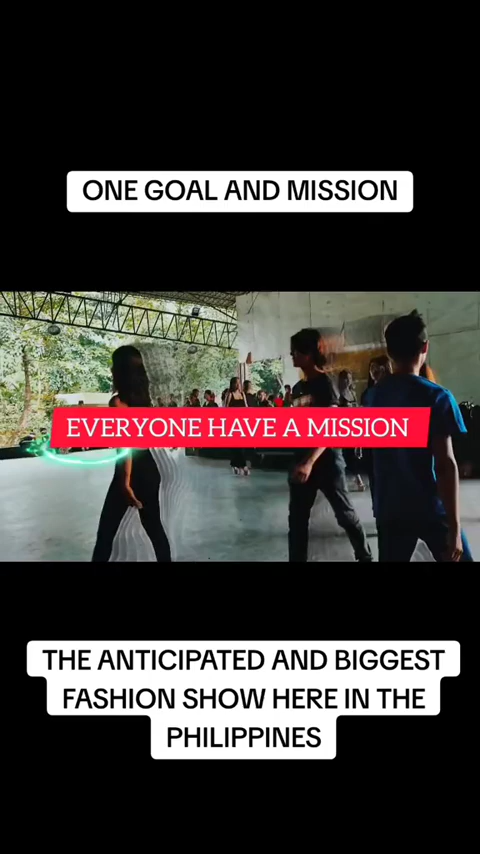 ONE GOAL AND MISSION
EVERYONE HAVE A MISSION
THE ANTICIPATED AND BIGGEST
FASHION SHOW HERE IN THE
PHILIPPINES